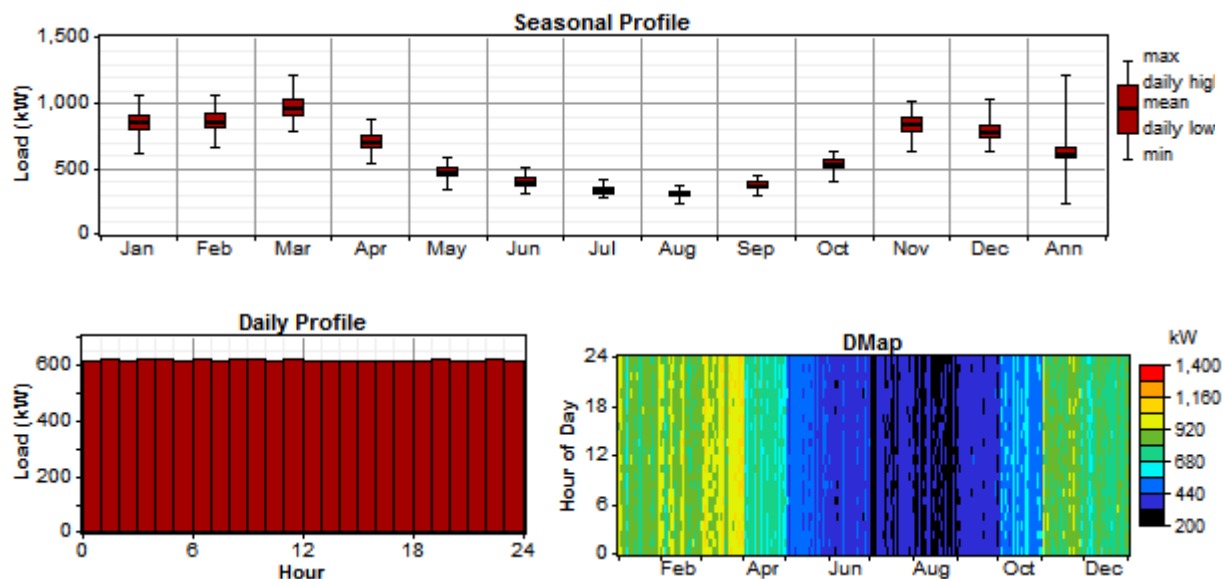 Seasonal Profile
1,500
1,000
500
0
Load (kW)
Jan Feb Mar Apr May Jun Jul Aug Sep Oct Nov Dec Ann
max
daily high
mean
daily low
min
Daily Profile
600
400
200
0
Load (kW)
0 6 12 18 24
Hour
DMap
24
18
12
6
0
Hour of Day
Feb Apr Jun Aug Oct Dec
kW
1,400
1,160
920
680
440
200